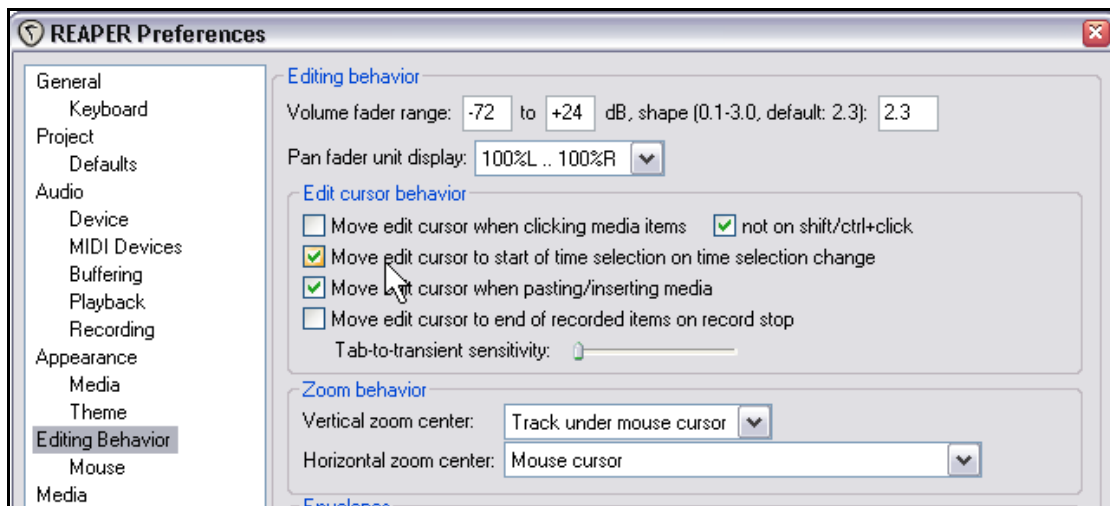 REAPER Preferences
General
Keyboard
Project
Defaults
Audio
Device
MIDI Devices
Buffering
Playback
Recording
Appearance
Media
Theme
Editing Behavior
Mouse
Media
Editing behavior
Volume fader range: -72 to +24 dB, shape (0.1-3.0, default: 2.3): 2.3
Pan fader unit display: 100%L .. 100%R
Edit cursor behavior
Move edit cursor when clicking media items not on shift/ctrl+click
Move edit cursor to start of time selection on time selection change
Move edit cursor when pasting/inserting media
Move edit cursor to end of recorded items on record stop
Tab-to-transient sensitivity:
Zoom behavior
Vertical zoom center: Track under mouse cursor
Horizontal zoom center: Mouse cursor
Envelopes